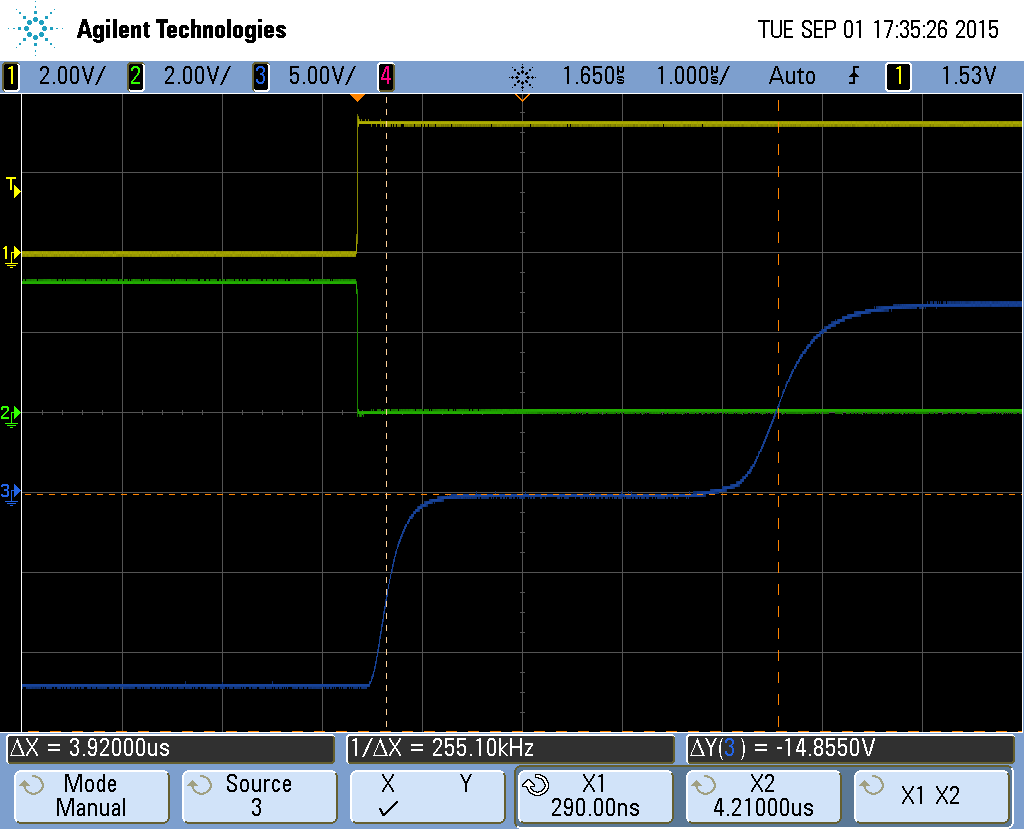 Agilent Technologies TUE SEP 01 17:35:26 2015
1 2.00V/ 2 2.00V/ 3 5.00V/ 4 1.650µs 1.000µs/ Auto 1 1.53V
T
1
2
3
ΔX = 3.92000us 1/ΔX = 255.10kHz ΔY(3) = -14.8550V
Mode Source X Y X1 X2 X1 X2
Manual 3 ✓ 290.00ns 4.21000us